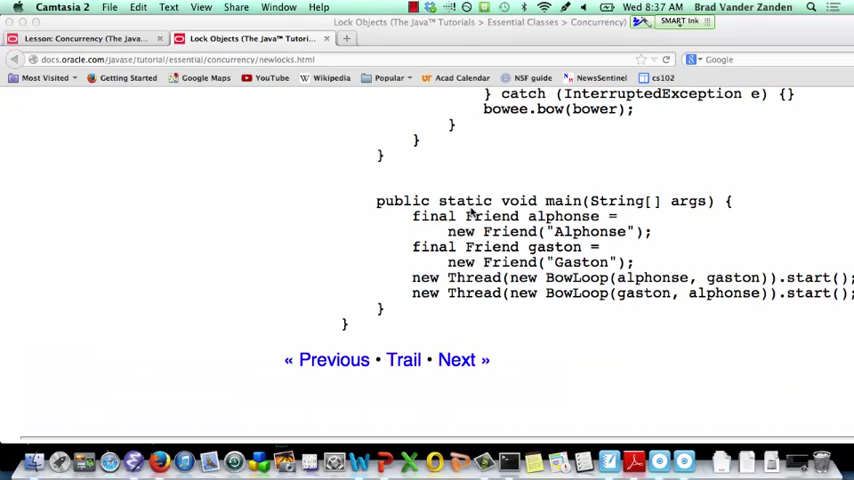 Camtasia 2 File Edit Text View Share Window Help Wed 8:37 AM Brad Vander Zanden
Lock Objects (The Java™ Tutorials > Essential Classes > Concurrency)
SMART Ink
Lesson: Concurrency (The Java... × Lock Objects (The Java™ Tutori... × +
docs.oracle.com/javase/tutorial/essential/concurrency/newlocks.html Google
Most Visited Getting Started Google Maps YouTube Wikipedia Popular Acad Calendar NSF guide NewsSentinel cs102
} catch (InterruptedException e) {}
bowee.bow(bower);
}
}
}
public static void main(String[] args) {
final Friend alphonse =
new Friend("Alphonse");
final Friend gaston =
new Friend("Gaston");
new Thread(new BowLoop(alphonse, gaston)).start();
new Thread(new BowLoop(gaston, alphonse)).start();
}
}
« Previous • Trail • Next »